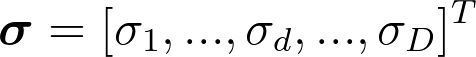 𝝈 = [σ₁, ..., σ_d, ..., σ_D]ᵀ